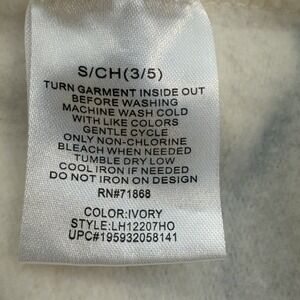 S/CH(3/5)
TURN GARMENT INSIDE OUT
BEFORE WASHING
MACHINE WASH COLD
WITH LIKE COLORS
GENTLE CYCLE
ONLY NON-CHLORINE
BLEACH WHEN NEEDED
TUMBLE DRY LOW
COOL IRON IF NEEDED
DO NOT IRON ON DESIGN
RN#71868
COLOR:IVORY
STYLE:LH12207HO
UPC#195932058141